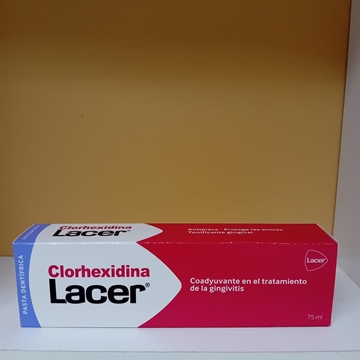 Clorhexidina
Lacer
Antiplaca - Protege las encías
Tonificante gingival
PASTA DENTÍFRICA
Clorhexidina
Lacer®
Coadyuvante en el tratamiento
de la gingivitis
Lacer
75 ml